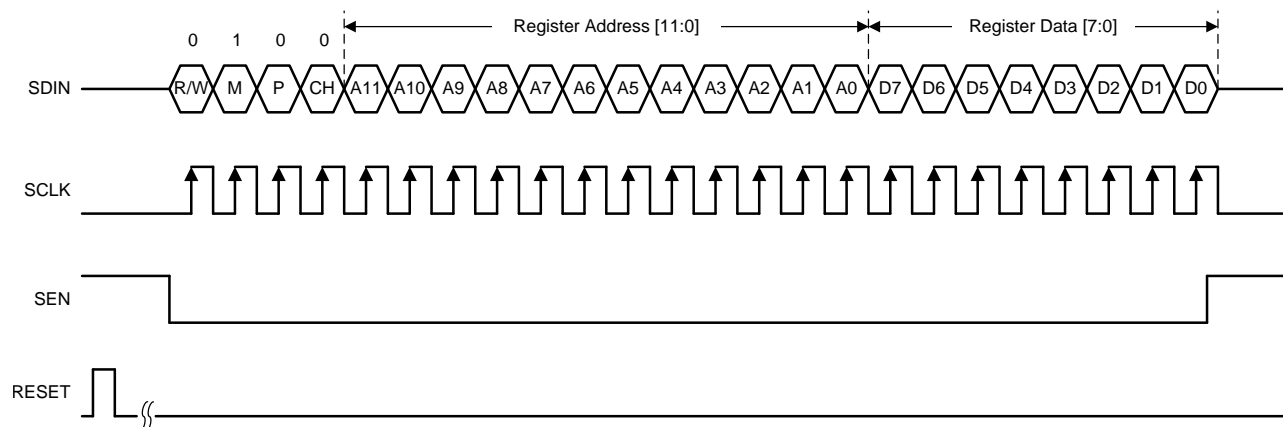 Register Address [11:0] Register Data [7:0]
0 1 0 0
SDIN R/W M P CH A11 A10 A9 A8 A7 A6 A5 A4 A3 A2 A1 A0 D7 D6 D5 D4 D3 D2 D1 D0
SCLK
SEN
RESET